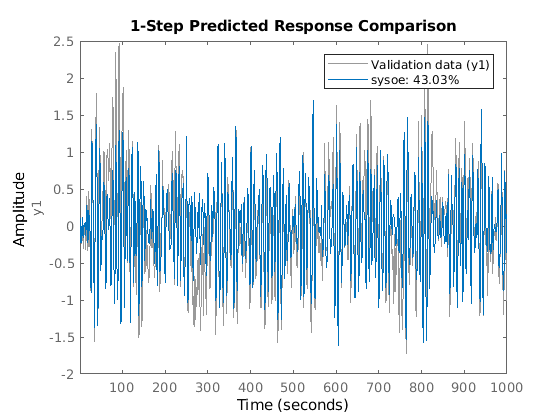 1-Step Predicted Response Comparison
2.5
2
1.5
1
0.5
0
-0.5
-1
-1.5
-2
Amplitude
y1
Validation data (y1)
sysoe: 43.03%
100 200 300 400 500 600 700 800 900 1000
Time (seconds)